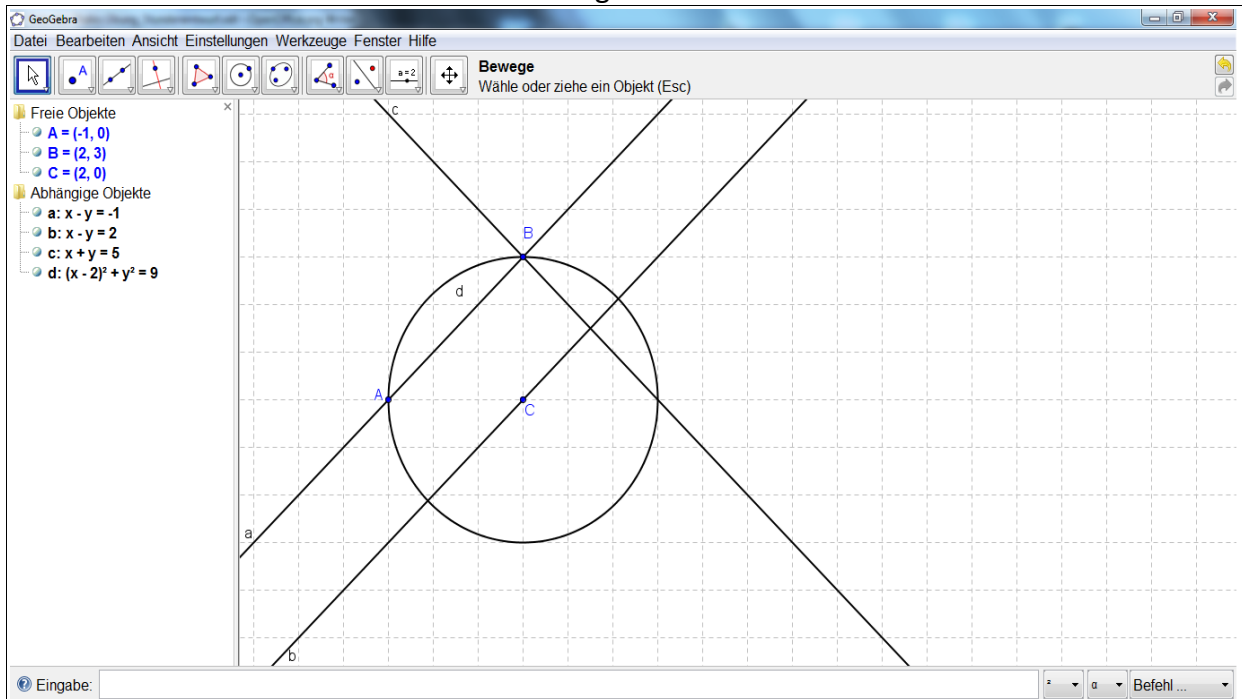 GeoGebra
Datei Bearbeiten Ansicht Einstellungen Werkzeuge Fenster Hilfe
A
α
a=2
Bewege
Wähle oder ziehe ein Objekt (Esc)
Freie Objekte
A = (-1, 0)
B = (2, 3)
C = (2, 0)
Abhängige Objekte
a: x - y = -1
b: x - y = 2
c: x + y = 5
d: (x - 2)² + y² = 9
c
B
d
A
C
a
b
Eingabe:
²
α
Befehl ...